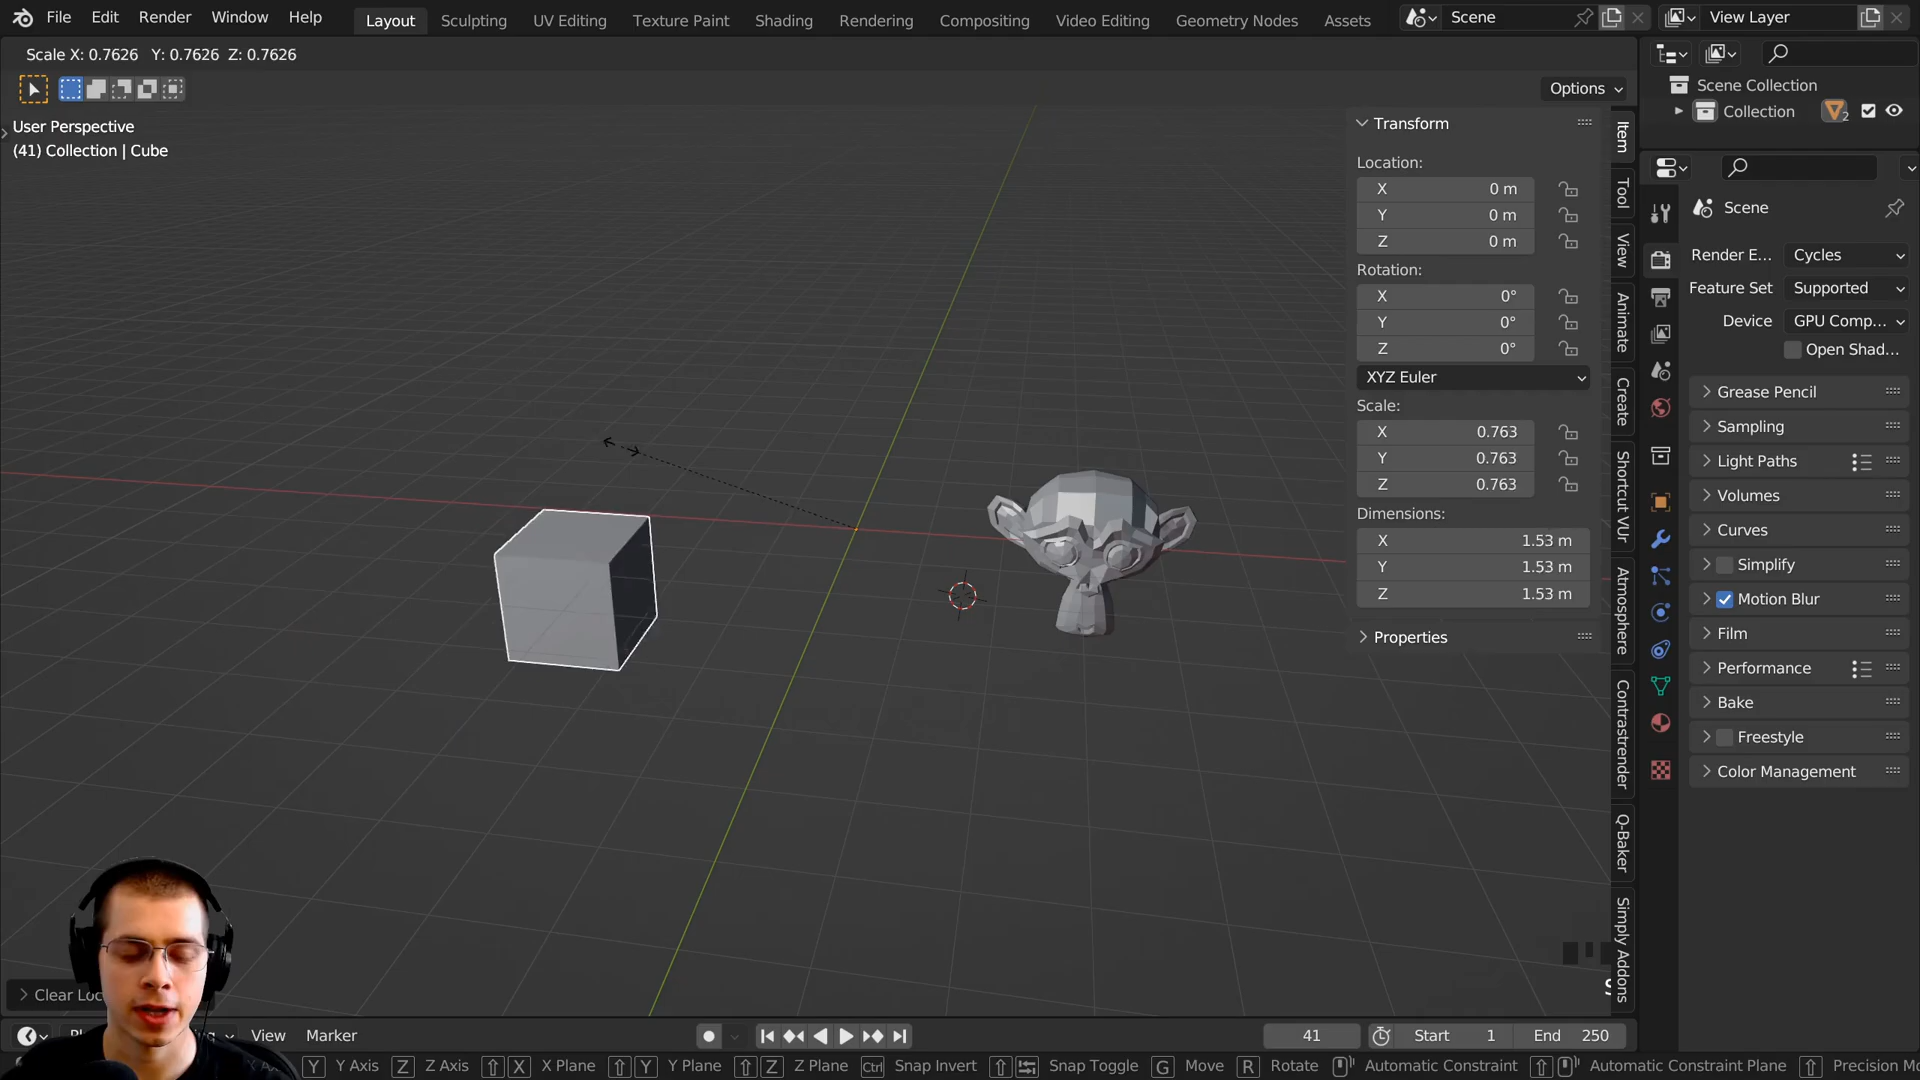 File Edit Render Window Help Layout Sculpting UV Editing Texture Paint Shading Rendering Compositing Video Editing Geometry Nodes Assets Scene View Layer
Scale X: 0.7626 Y: 0.7626 Z: 0.7626
Options
User Perspective
(41) Collection | Cube
Scene Collection
Collection 2
Transform
Location:
X 0 m
Y 0 m
Z 0 m
Rotation:
X 0°
Y 0°
Z 0°
XYZ Euler
Scale:
X 0.763
Y 0.763
Z 0.763
Dimensions:
X 1.53 m
Y 1.53 m
Z 1.53 m
Properties
Item
Tool
View
Animate
Create
Shortcut VUr
Atmosphere
Contrastrender
Q-Baker
Simply Addons
Scene
Render E... Cycles
Feature Set Supported
Device GPU Comp...
Open Shad...
Grease Pencil
Sampling
Light Paths
Volumes
Curves
Simplify
Motion Blur
Film
Performance
Bake
Freestyle
Color Management
Clear Loc
View Marker 41 Start 1 End 250
Y Y Axis Z Z Axis X X Plane Y Y Plane Z Z Plane Ctrl Snap Invert Snap Toggle G Move R Rotate Automatic Constraint Automatic Constraint Plane Precision Mo